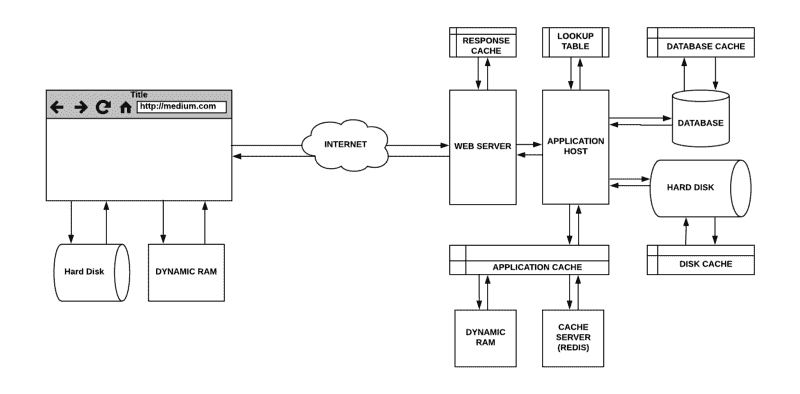 RESPONSE
CACHE
LOOKUP
TABLE
DATABASE CACHE
Title
http://medium.com
INTERNET
WEB SERVER
APPLICATION
HOST
DATABASE
HARD DISK
Hard Disk
DYNAMIC RAM
APPLICATION CACHE
DISK CACHE
DYNAMIC
RAM
CACHE
SERVER
(REDIS)